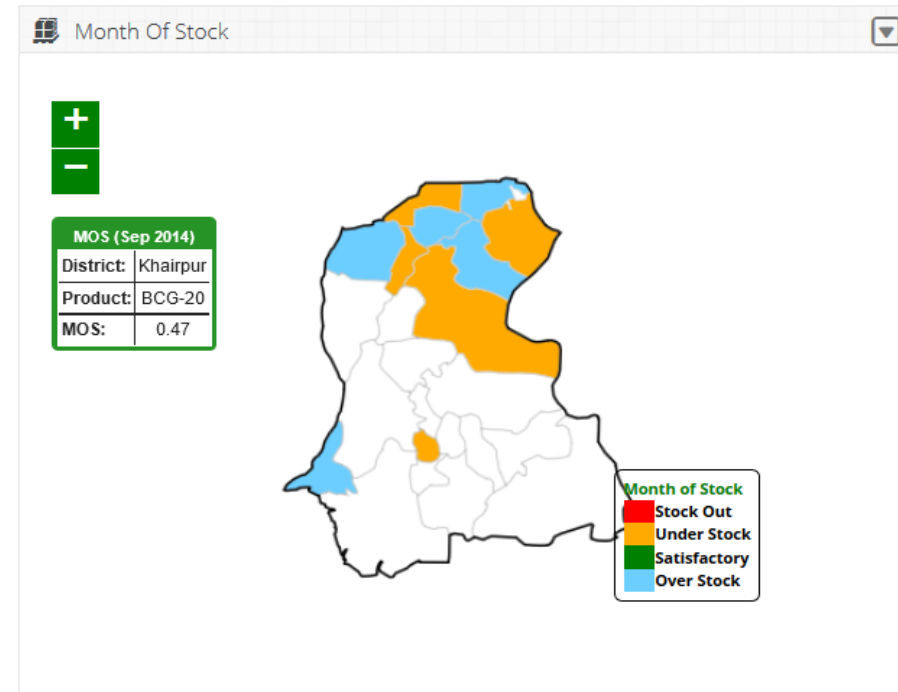 Month Of Stock
+
−
MOS (Sep 2014)
District: Khairpur
Product: BCG-20
MOS: 0.47
Month of Stock
Stock Out
Under Stock
Satisfactory
Over Stock